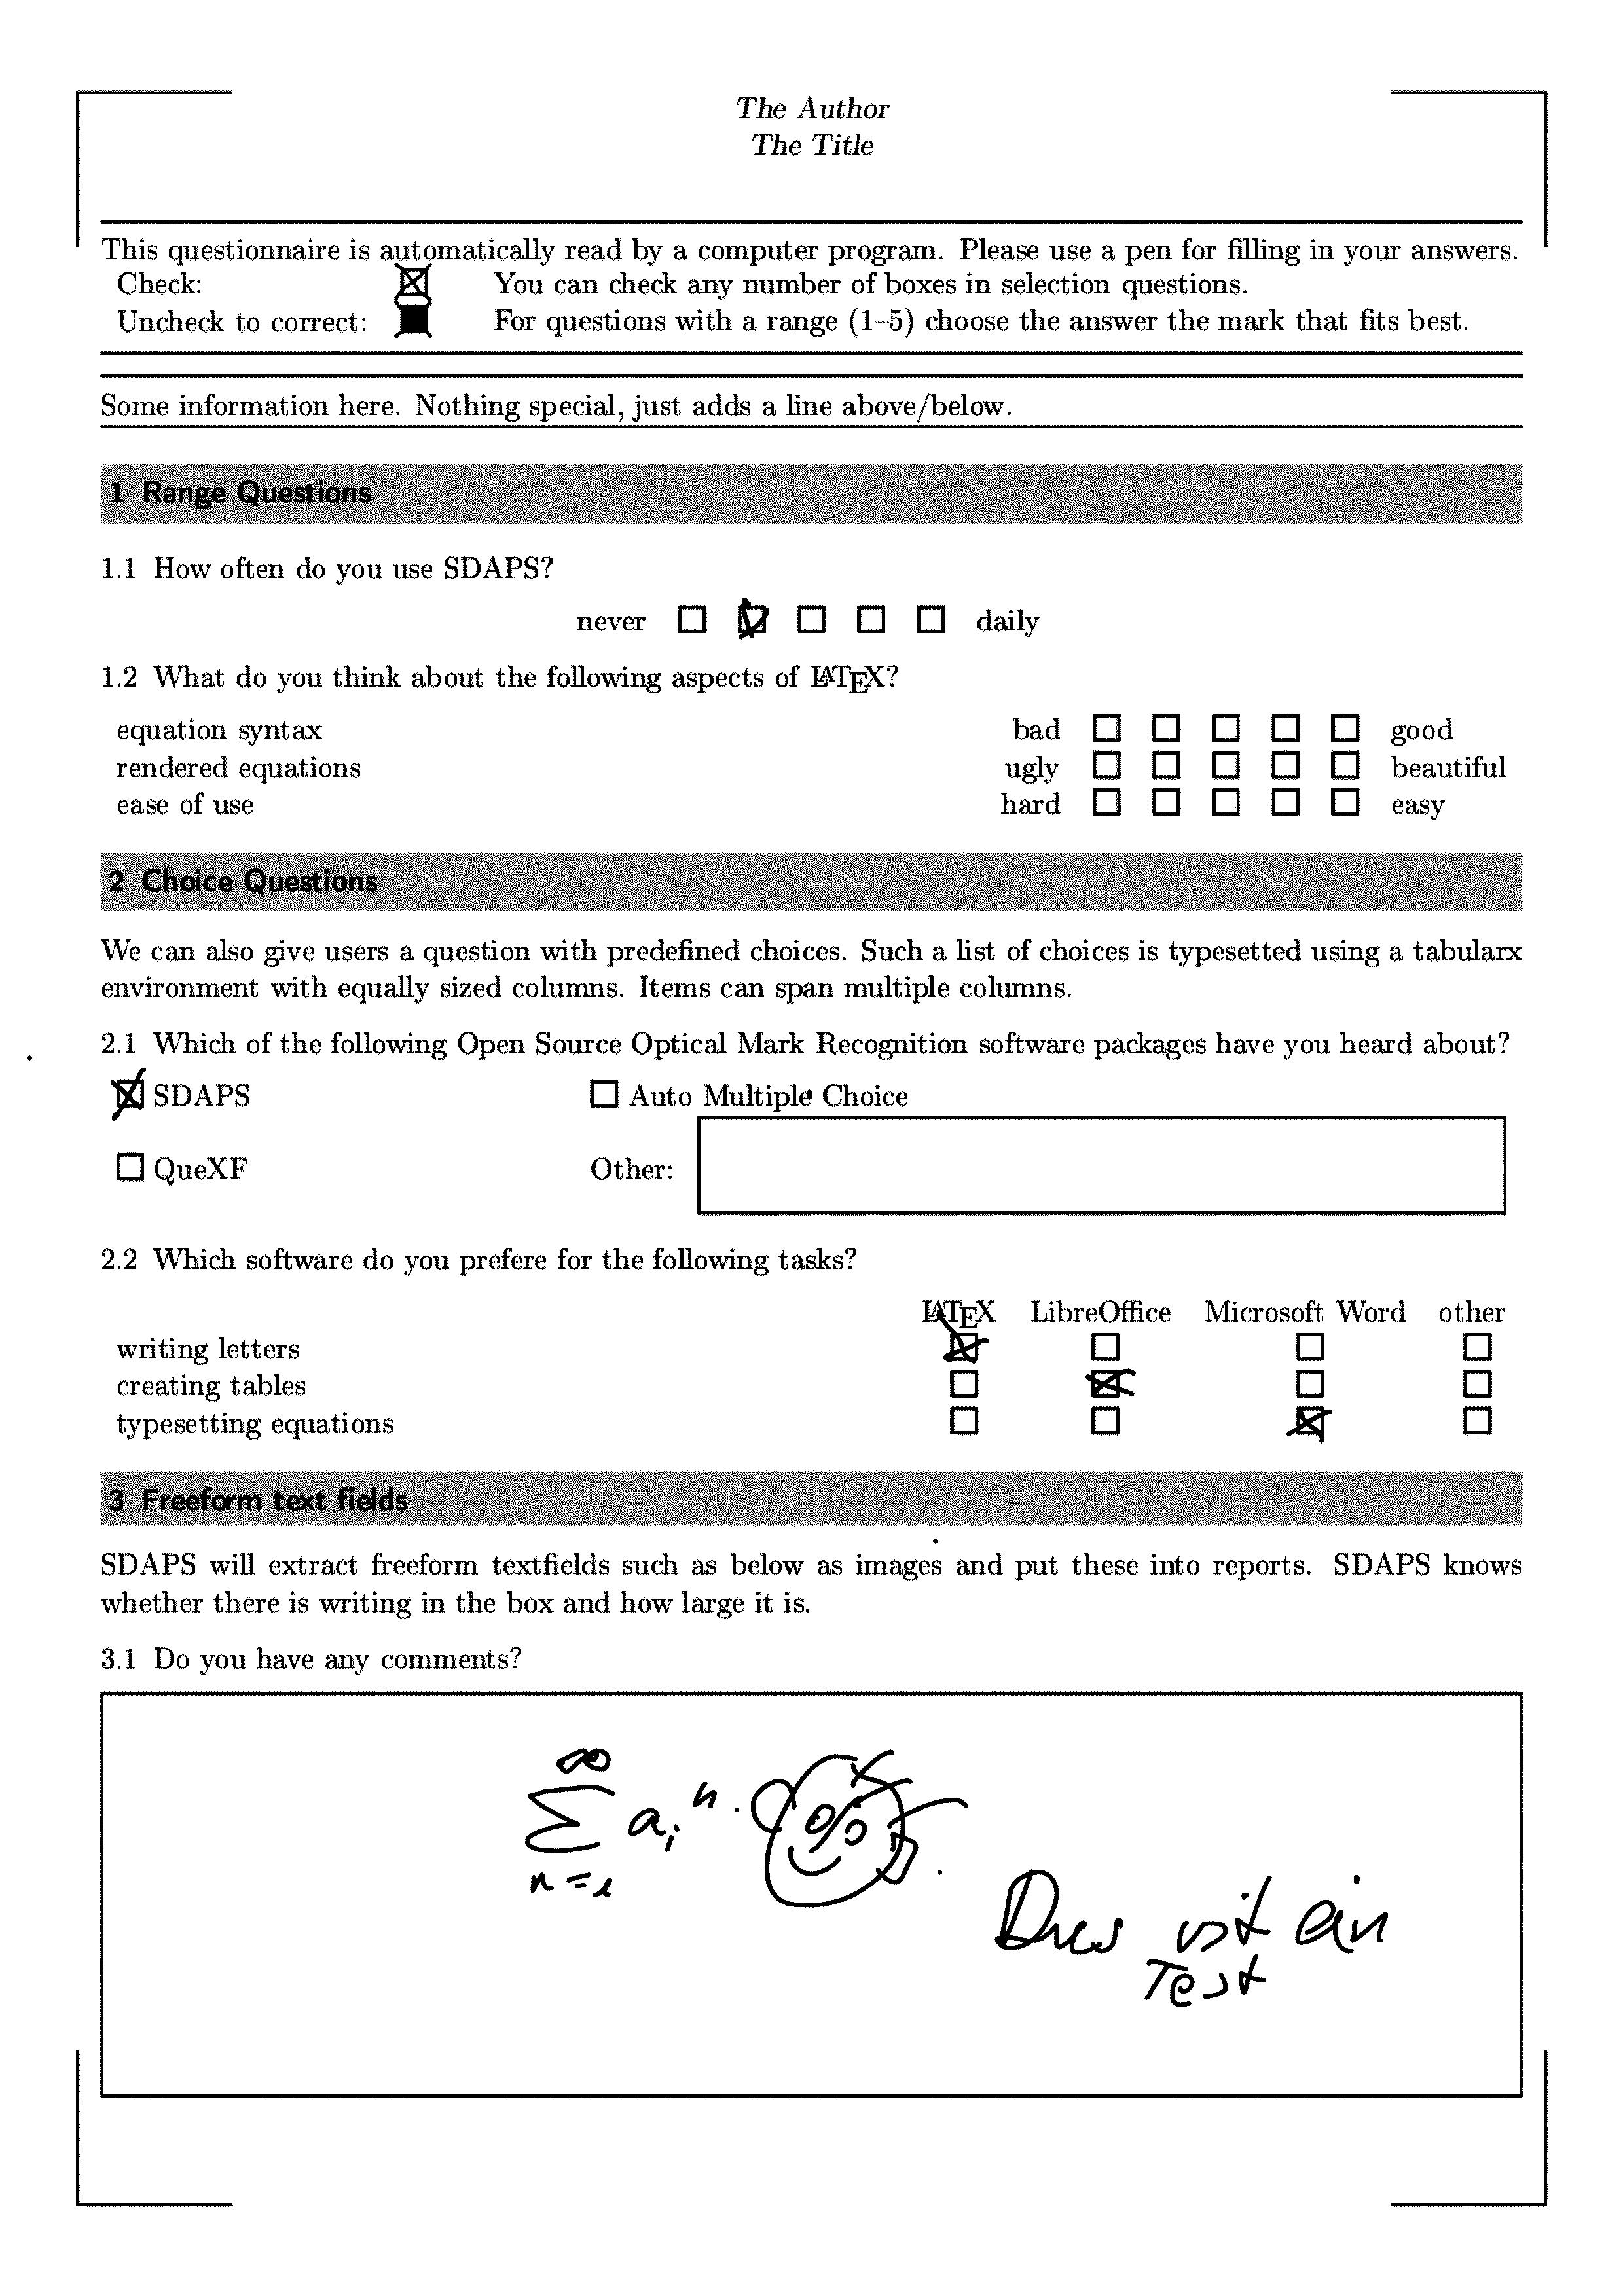 The Author
The Title
This questionnaire is automatically read by a computer program. Please use a pen for filling in your answers.
Check: You can check any number of boxes in selection questions.
Uncheck to correct: For questions with a range (1–5) choose the answer the mark that fits best.
Some information here. Nothing special, just adds a line above/below.
1 Range Questions
1.1 How often do you use SDAPS?
never daily
1.2 What do you think about the following aspects of LATEX?
equation syntax bad good
rendered equations ugly beautiful
ease of use hard easy
2 Choice Questions
We can also give users a question with predefined choices. Such a list of choices is typesetted using a tabularx
environment with equally sized columns. Items can span multiple columns.
2.1 Which of the following Open Source Optical Mark Recognition software packages have you heard about?
SDAPS Auto Multiple Choice
QueXF Other:
2.2 Which software do you prefere for the following tasks?
LATEX LibreOffice Microsoft Word other
writing letters
creating tables
typesetting equations
3 Freeform text fields
SDAPS will extract freeform textfields such as below as images and put these into reports. SDAPS knows
whether there is writing in the box and how large it is.
3.1 Do you have any comments?
∞
∑ aᵢⁿ ·
n=1
Dies ist ein
Test